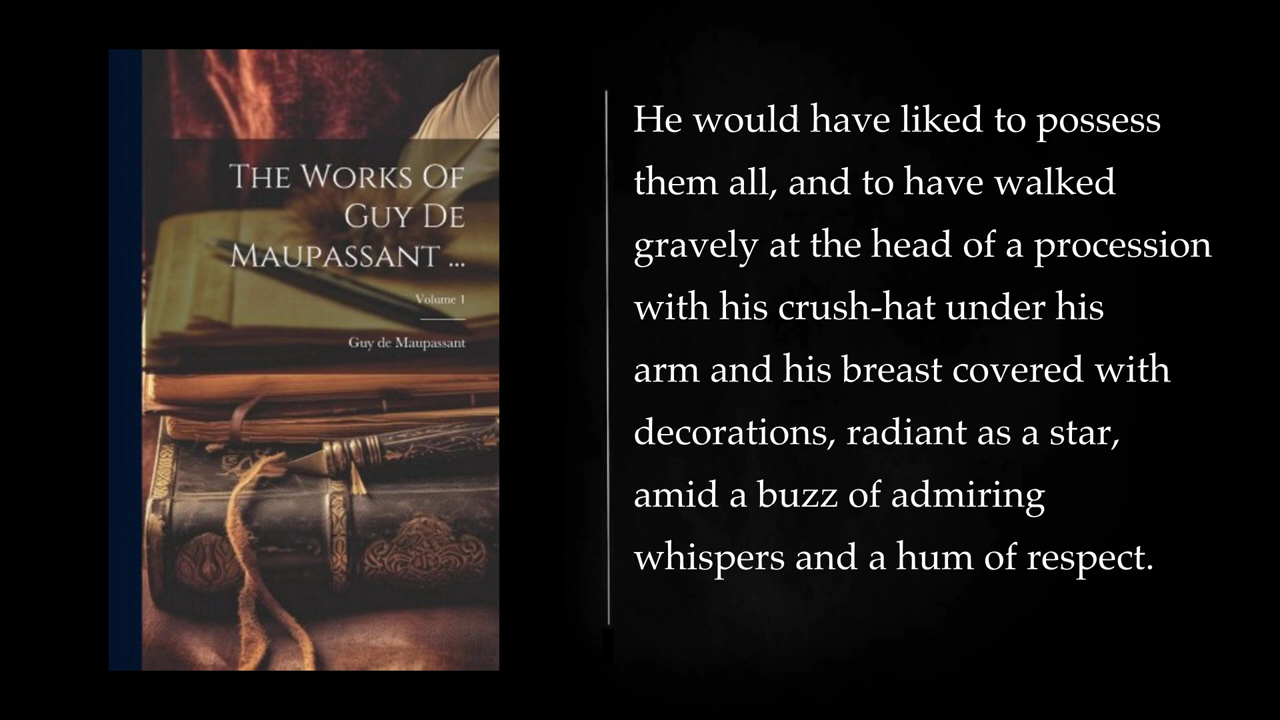 The Works Of
Guy De
Maupassant ...
Volume 1
Guy de Maupassant
He would have liked to possess
them all, and to have walked
gravely at the head of a procession
with his crush-hat under his
arm and his breast covered with
decorations, radiant as a star,
amid a buzz of admiring
whispers and a hum of respect.